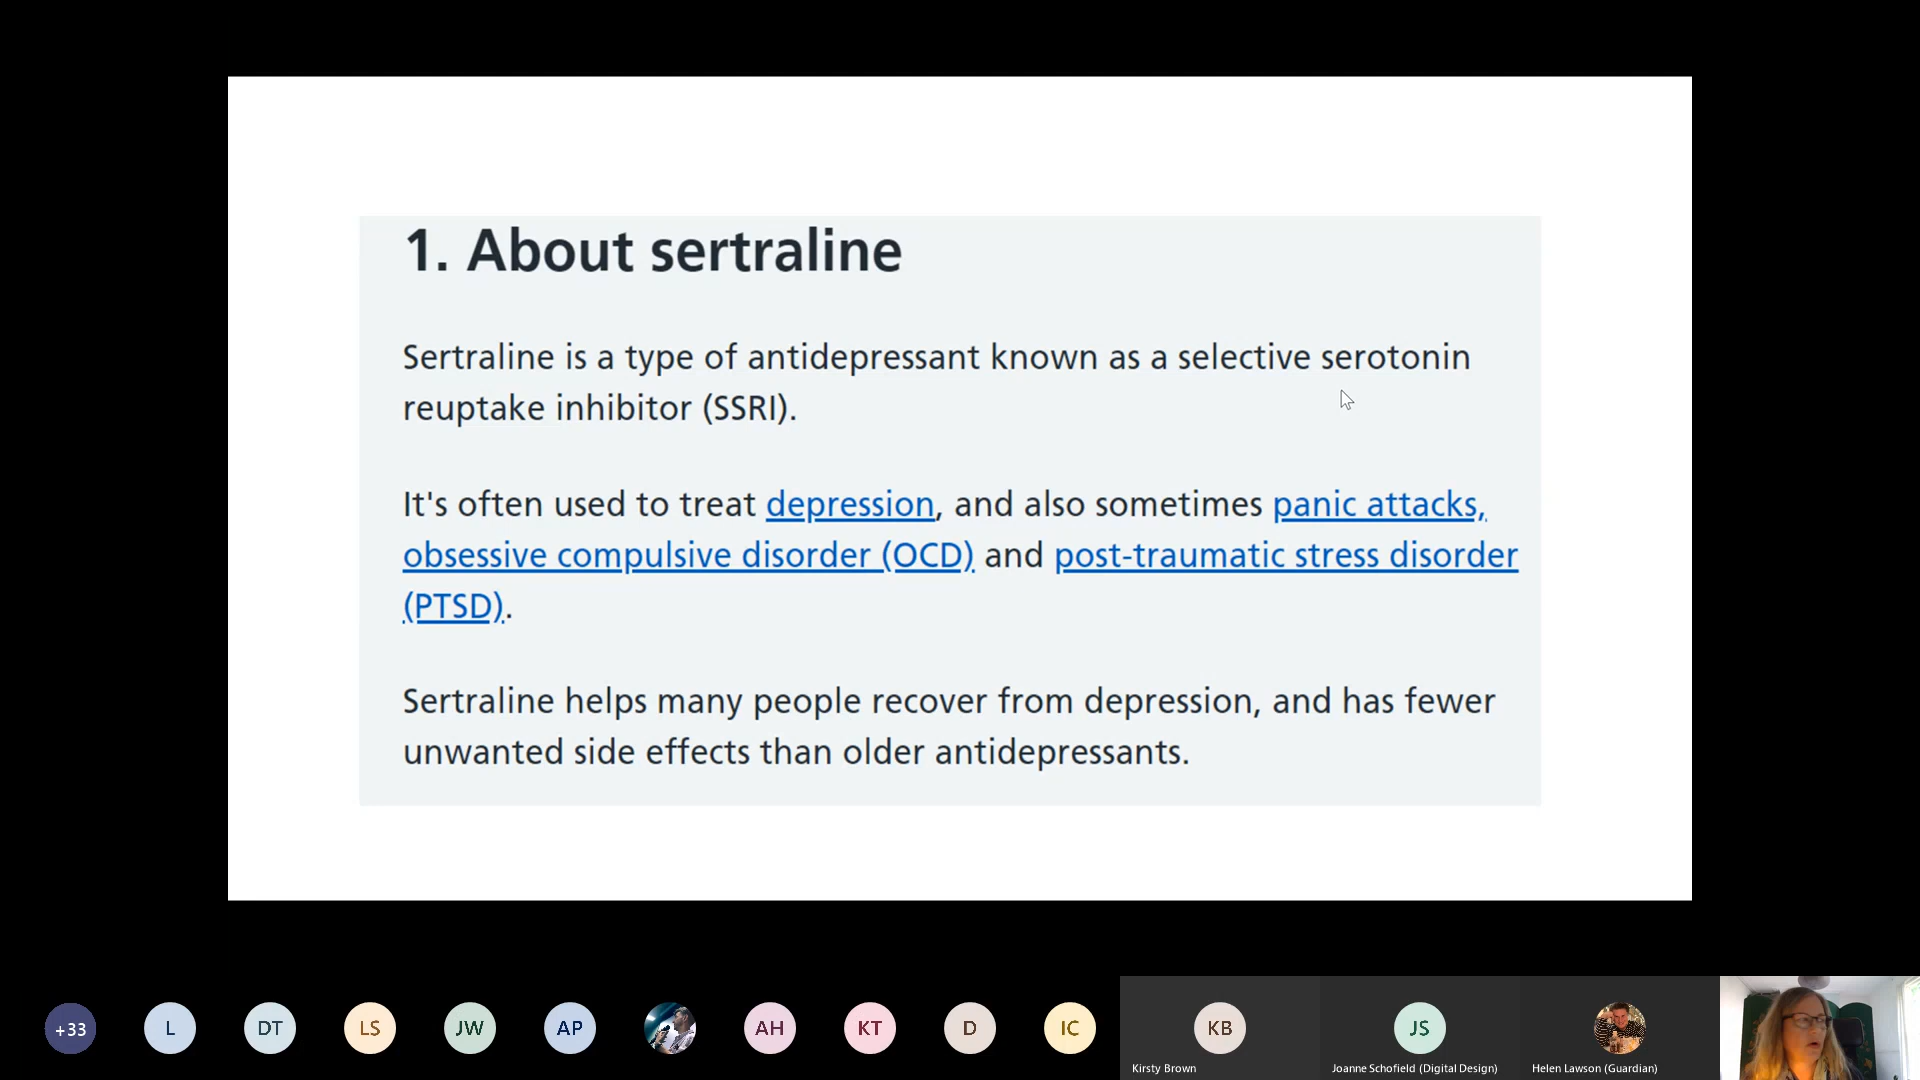 1. About sertraline
Sertraline is a type of antidepressant known as a selective serotonin
reuptake inhibitor (SSRI).
It's often used to treat depression, and also sometimes panic attacks,
obsessive compulsive disorder (OCD) and post-traumatic stress disorder
(PTSD).
Sertraline helps many people recover from depression, and has fewer
unwanted side effects than older antidepressants.
+33
L
DT
LS
JW
AP
AH
KT
D
IC
KB
JS
Kirsty Brown
Joanne Schofield (Digital Design)
Helen Lawson (Guardian)